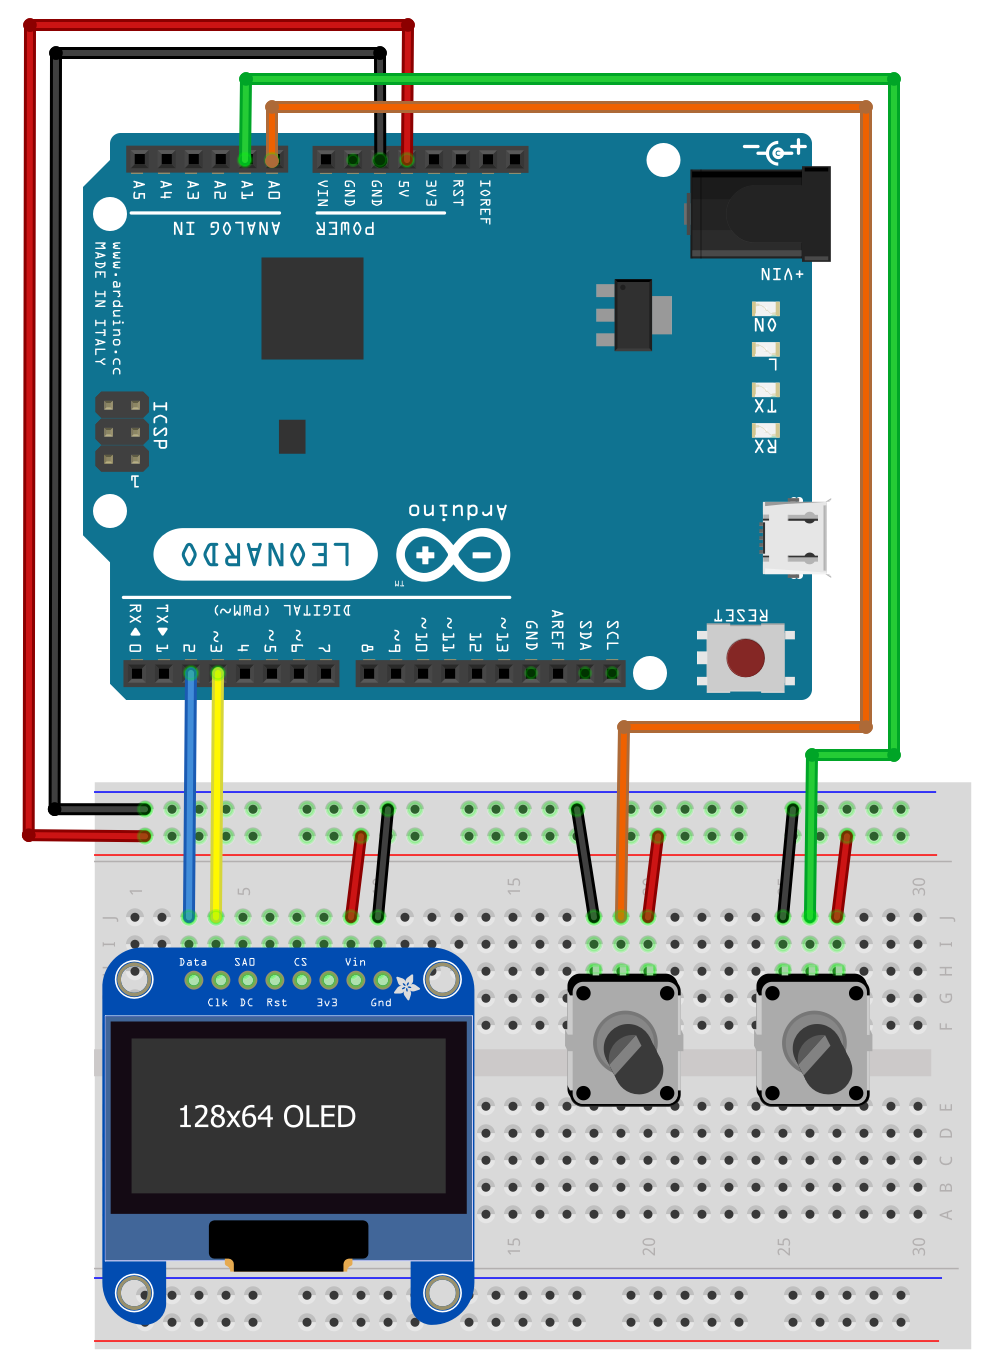 A5 A4 A3 A2 A1 A0
VIN GND GND 5V 3V3 RST IOREF
ANALOG IN
POWER
www.arduino.cc
MADE IN ITALY
+VIN
ON
L
TX
RX
ICSP
1
Arduino
LEONARDO
TM
DIGITAL (PWM~)
RX 0
TX 1
2 ~3 4 ~5 ~6 7
8 ~9 ~10 ~11 12 ~13 GND AREF SDA SCL
RESET
1 5 15 30
J J
I I
H
G
F
Data SAO CS Vin
Clk DC Rst 3v3 Gnd
128x64 OLED
E
D
C
B
A
15 20 25 30